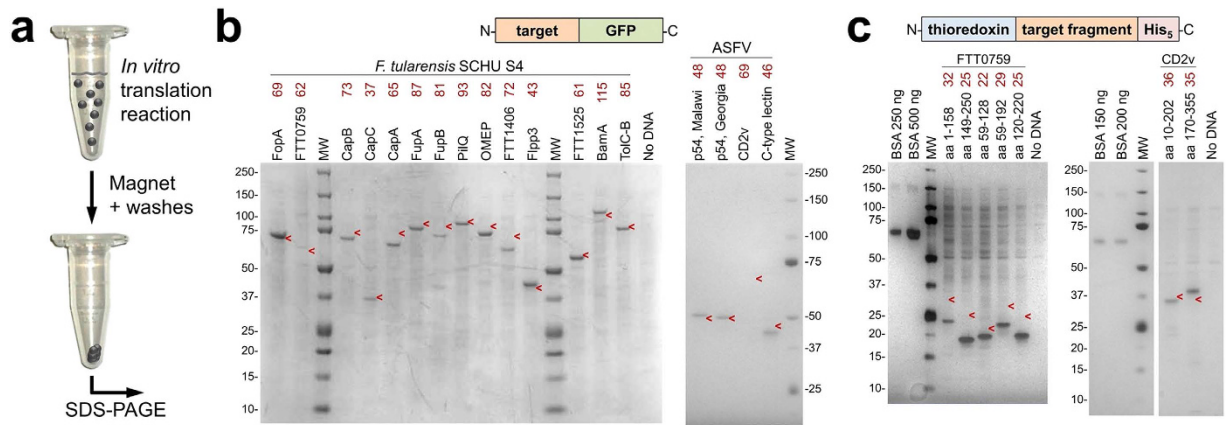 a
In vitro
translation
reaction
Magnet
+ washes
SDS-PAGE
b
N- target GFP -C
F. tularensis SCHU S4
69 62 73 37 65 81 81 93 82 72 43 61 115 85
FopA FTT0759 MW CapB CapC CapA FupA FupB PilQ OMEP FTT1406 Flpp3 MW FTT1525 BamA TolC-B No DNA
250-
150-
100-
75-
50-
37-
25-
20-
15-
10-
ASFV
48 48 69 46
p54, Malawi p54, Georgia CD2v C-type lectin MW
-250
-150
-100
-75
-50
-37
-25
c
N- thioredoxin target fragment His5 -C
FTT0759
32 25 22 29 25
BSA 250 ng BSA 500 ng MW aa 1-158 aa 149-250 aa 59-128 aa 59-192 aa 120-220 No DNA
250-
150-
100-
75-
50-
37-
25-
20-
15-
10-
CD2v
36 35
BSA 150 ng BSA 200 ng MW aa 10-202 aa 170-355 No DNA
250-
150-
100-
75-
50-
37-
25-
20-
15-
10-